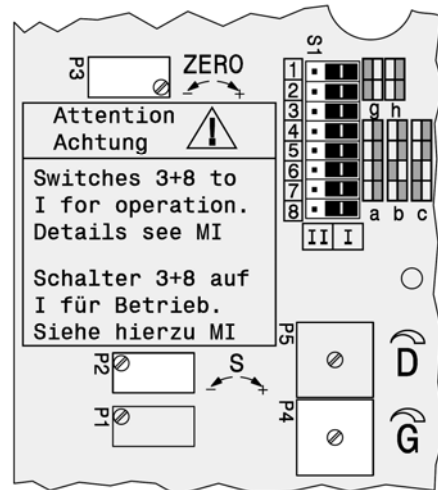 P3
ZERO
- +
S1
1
2
3
4
5
6
7
8
g h
a b c
II I
Attention
Achtung
Switches 3+8 to
I for operation.
Details see MI
Schalter 3+8 auf
I für Betrieb.
Siehe hierzu MI
P2
S
- +
P1
P5
D
P4
G